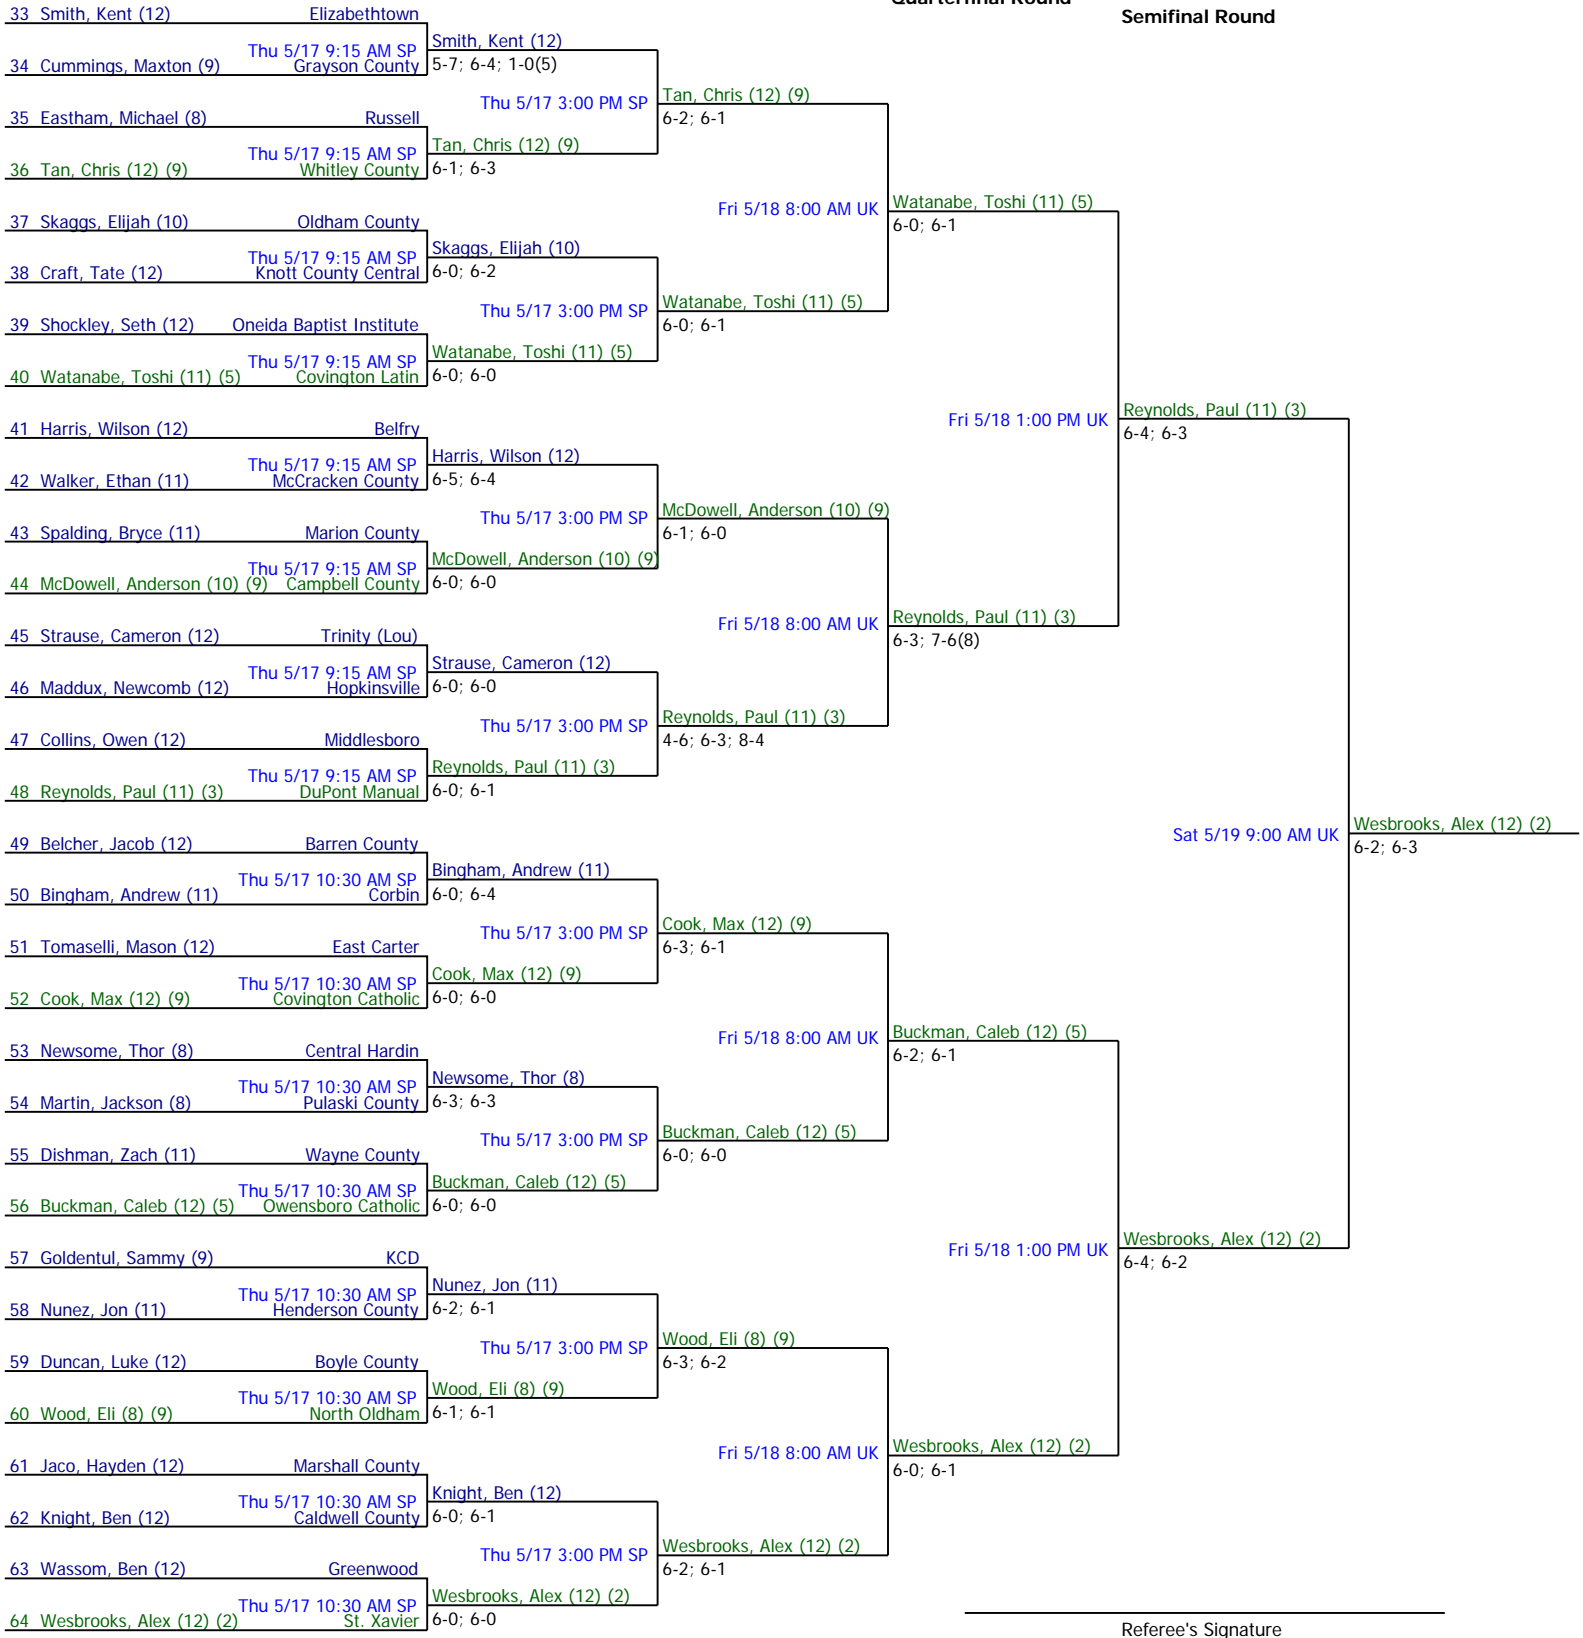 Quarterfinal Round
Semifinal Round
33 Smith, Kent (12) Elizabethtown
Thu 5/17 9:15 AM SP
34 Cummings, Maxton (9) Grayson County
Smith, Kent (12)
5-7; 6-4; 1-0(5)
Thu 5/17 3:00 PM SP
Tan, Chris (12) (9)
6-2; 6-1
35 Eastham, Michael (8) Russell
Thu 5/17 9:15 AM SP
36 Tan, Chris (12) (9) Whitley County
Tan, Chris (12) (9)
6-1; 6-3
Fri 5/18 8:00 AM UK
Watanabe, Toshi (11) (5)
6-0; 6-1
37 Skaggs, Elijah (10) Oldham County
Thu 5/17 9:15 AM SP
38 Craft, Tate (12) Knott County Central
Skaggs, Elijah (10)
6-0; 6-2
Thu 5/17 3:00 PM SP
Watanabe, Toshi (11) (5)
6-0; 6-1
39 Shockley, Seth (12) Oneida Baptist Institute
Thu 5/17 9:15 AM SP
40 Watanabe, Toshi (11) (5) Covington Latin
Watanabe, Toshi (11) (5)
6-0; 6-0
Fri 5/18 1:00 PM UK
Reynolds, Paul (11) (3)
6-4; 6-3
41 Harris, Wilson (12) Belfry
Thu 5/17 9:15 AM SP
42 Walker, Ethan (11) McCracken County
Harris, Wilson (12)
6-5; 6-4
Thu 5/17 3:00 PM SP
McDowell, Anderson (10) (9)
6-1; 6-0
43 Spalding, Bryce (11) Marion County
Thu 5/17 9:15 AM SP
44 McDowell, Anderson (10) (9) Campbell County
McDowell, Anderson (10) (9)
6-0; 6-0
Fri 5/18 8:00 AM UK
Reynolds, Paul (11) (3)
6-3; 7-6(8)
45 Strause, Cameron (12) Trinity (Lou)
Thu 5/17 9:15 AM SP
46 Maddux, Newcomb (12) Hopkinsville
Strause, Cameron (12)
6-0; 6-0
Thu 5/17 3:00 PM SP
Reynolds, Paul (11) (3)
4-6; 6-3; 8-4
47 Collins, Owen (12) Middlesboro
Thu 5/17 9:15 AM SP
48 Reynolds, Paul (11) (3) DuPont Manual
Reynolds, Paul (11) (3)
6-0; 6-1
Sat 5/19 9:00 AM UK
Wesbrooks, Alex (12) (2)
6-2; 6-3
49 Belcher, Jacob (12) Barren County
Thu 5/17 10:30 AM SP
50 Bingham, Andrew (11) Corbin
Bingham, Andrew (11)
6-0; 6-4
Thu 5/17 3:00 PM SP
Cook, Max (12) (9)
6-3; 6-1
51 Tomaselli, Mason (12) East Carter
Thu 5/17 10:30 AM SP
52 Cook, Max (12) (9) Covington Catholic
Cook, Max (12) (9)
6-0; 6-0
Fri 5/18 8:00 AM UK
Buckman, Caleb (12) (5)
6-2; 6-1
53 Newsome, Thor (8) Central Hardin
Thu 5/17 10:30 AM SP
54 Martin, Jackson (8) Pulaski County
Newsome, Thor (8)
6-3; 6-3
Thu 5/17 3:00 PM SP
Buckman, Caleb (12) (5)
6-0; 6-0
55 Dishman, Zach (11) Wayne County
Thu 5/17 10:30 AM SP
56 Buckman, Caleb (12) (5) Owensboro Catholic
Buckman, Caleb (12) (5)
6-0; 6-0
Fri 5/18 1:00 PM UK
Wesbrooks, Alex (12) (2)
6-4; 6-2
57 Goldentul, Sammy (9) KCD
Thu 5/17 10:30 AM SP
58 Nunez, Jon (11) Henderson County
Nunez, Jon (11)
6-2; 6-1
Thu 5/17 3:00 PM SP
Wood, Eli (8) (9)
6-3; 6-2
59 Duncan, Luke (12) Boyle County
Thu 5/17 10:30 AM SP
60 Wood, Eli (8) (9) North Oldham
Wood, Eli (8) (9)
6-1; 6-1
Fri 5/18 8:00 AM UK
Wesbrooks, Alex (12) (2)
6-0; 6-1
61 Jaco, Hayden (12) Marshall County
Thu 5/17 10:30 AM SP
62 Knight, Ben (12) Caldwell County
Knight, Ben (12)
6-0; 6-1
Thu 5/17 3:00 PM SP
Wesbrooks, Alex (12) (2)
6-2; 6-1
63 Wassom, Ben (12) Greenwood
Thu 5/17 10:30 AM SP
64 Wesbrooks, Alex (12) (2) St. Xavier
Wesbrooks, Alex (12) (2)
6-0; 6-0
Referee's Signature